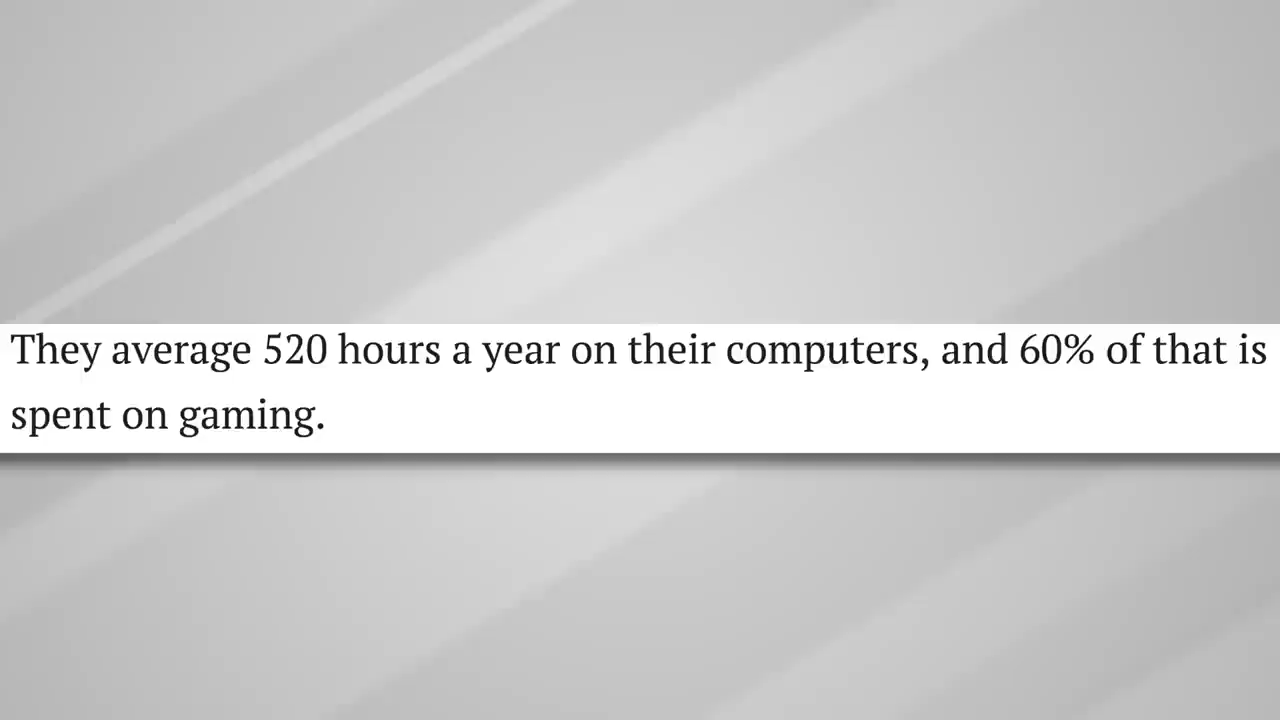 They average 520 hours a year on their computers, and 60% of that is
spent on gaming.